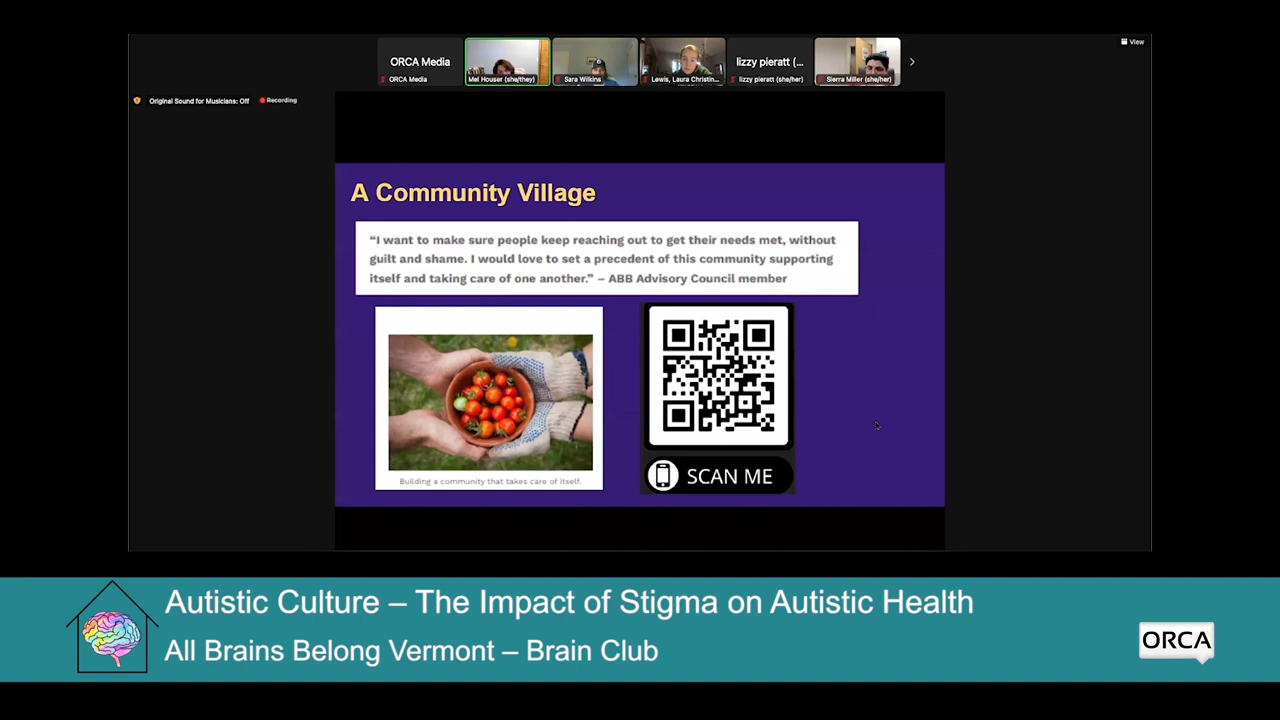 View
ORCA Media
lizzy pieratt (...
ORCA Media
Mel Houser (she/they)
Sara Wilkins
Lewis, Laura Christin...
lizzy pieratt (she/her)
Sierra Miller (she/her)
Original Sound for Musicians: Off
Recording
A Community Village
“I want to make sure people keep reaching out to get their needs met, without
guilt and shame. I would love to set a precedent of this community supporting
itself and taking care of one another.” – ABB Advisory Council member
Building a community that takes care of itself.
SCAN ME
Autistic Culture – The Impact of Stigma on Autistic Health
All Brains Belong Vermont – Brain Club
ORCA